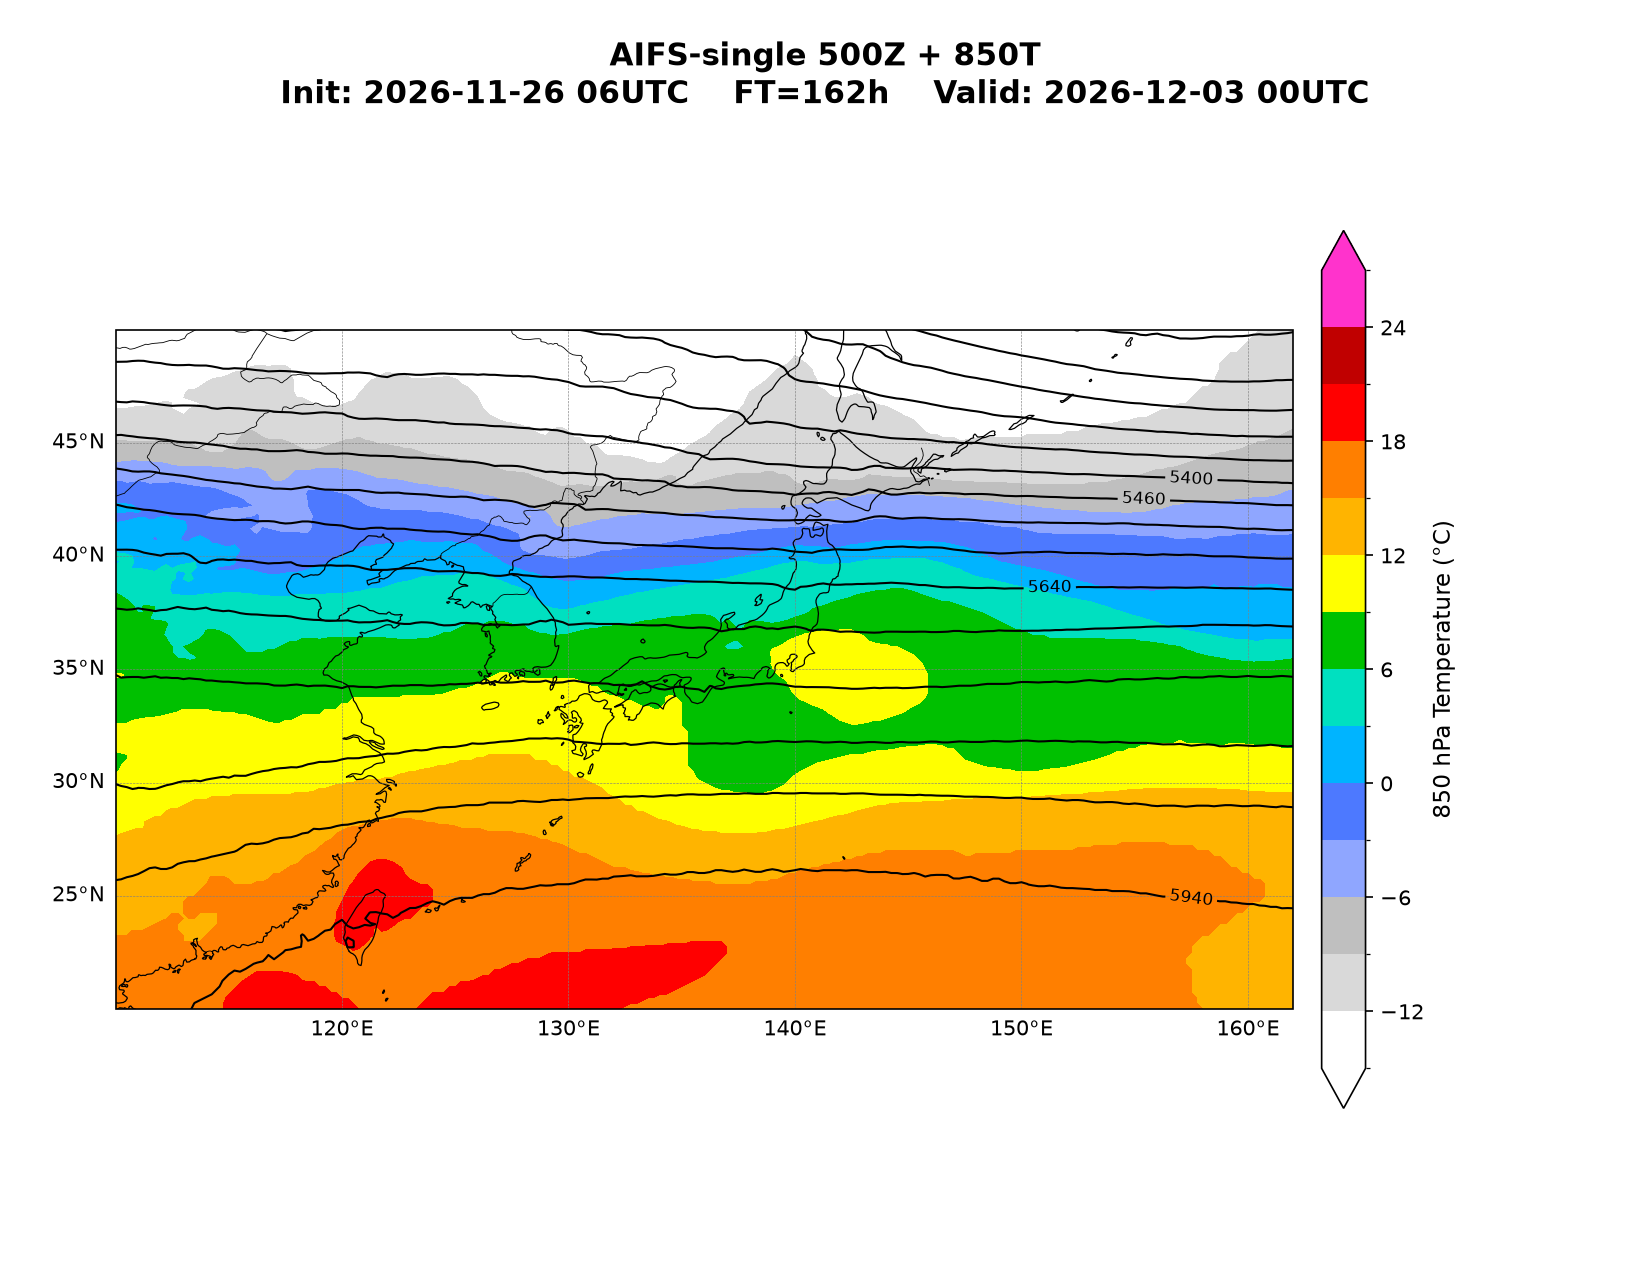 AIFS-single 500Z + 850T
Init: 2026-11-26 06UTC    FT=162h    Valid: 2026-12-03 00UTC
24
18
12
6
0
−6
−12
850 hPa Temperature (°C)
45°N
40°N
35°N
30°N
25°N
5400
5460
5640
5940
120°E
130°E
140°E
150°E
160°E